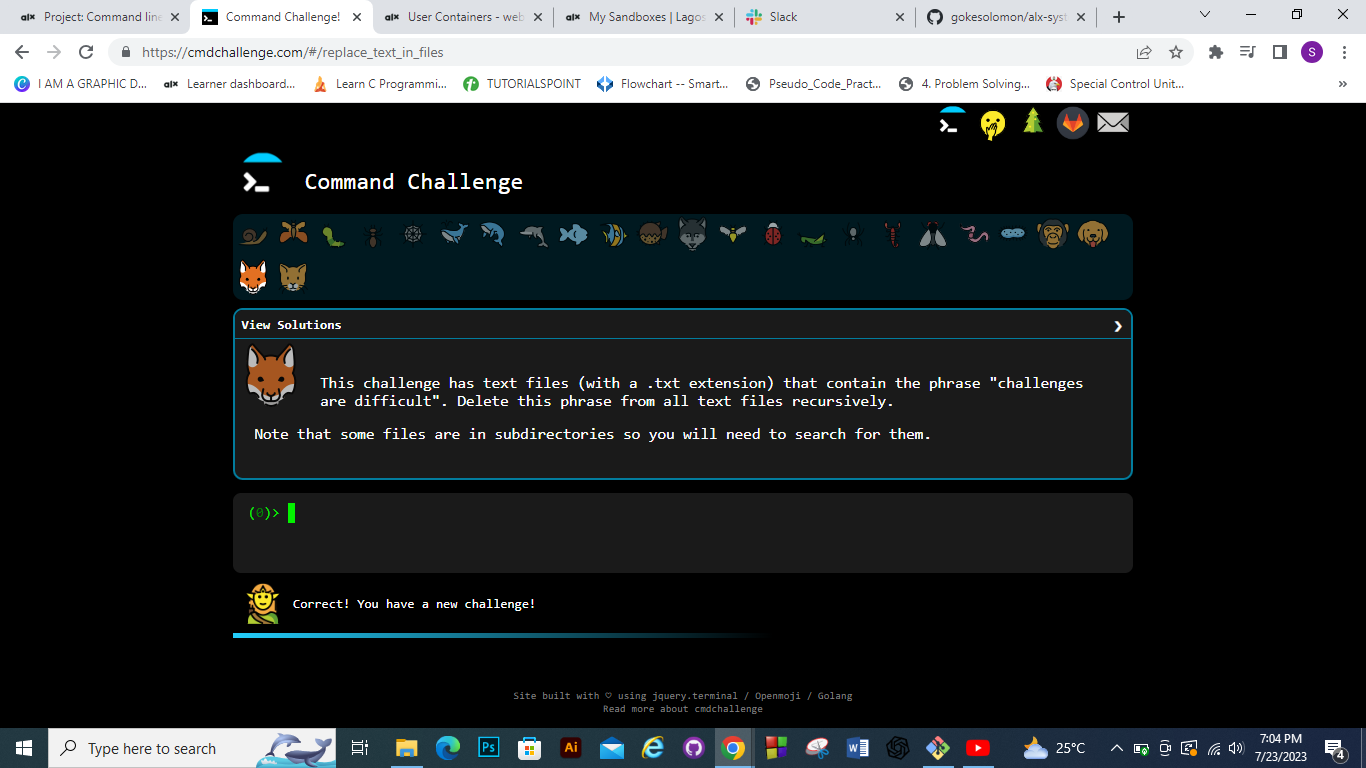 Project: Command line
Command Challenge!
alx
User Containers - web
alx
My Sandboxes | Lagos
Slack
gokesolomon/alx-syst
https://cmdchallenge.com/#/replace_text_in_files
S
I AM A GRAPHIC D...
alx
Learner dashboard...
Learn C Programmi...
TUTORIALSPOINT
Flowchart -- Smart...
Pseudo_Code_Pract...
4. Problem Solving...
Special Control Unit...
»
Command Challenge
View Solutions
This challenge has text files (with a .txt extension) that contain the phrase "challenges
are difficult". Delete this phrase from all text files recursively.
Note that some files are in subdirectories so you will need to search for them.
(0)>
Correct! You have a new challenge!
Site built with ♡ using jquery.terminal / Openmoji / Golang
Read more about cmdchallenge
Type here to search
Ps
Ai
25°C
7:04 PM
7/23/2023
4